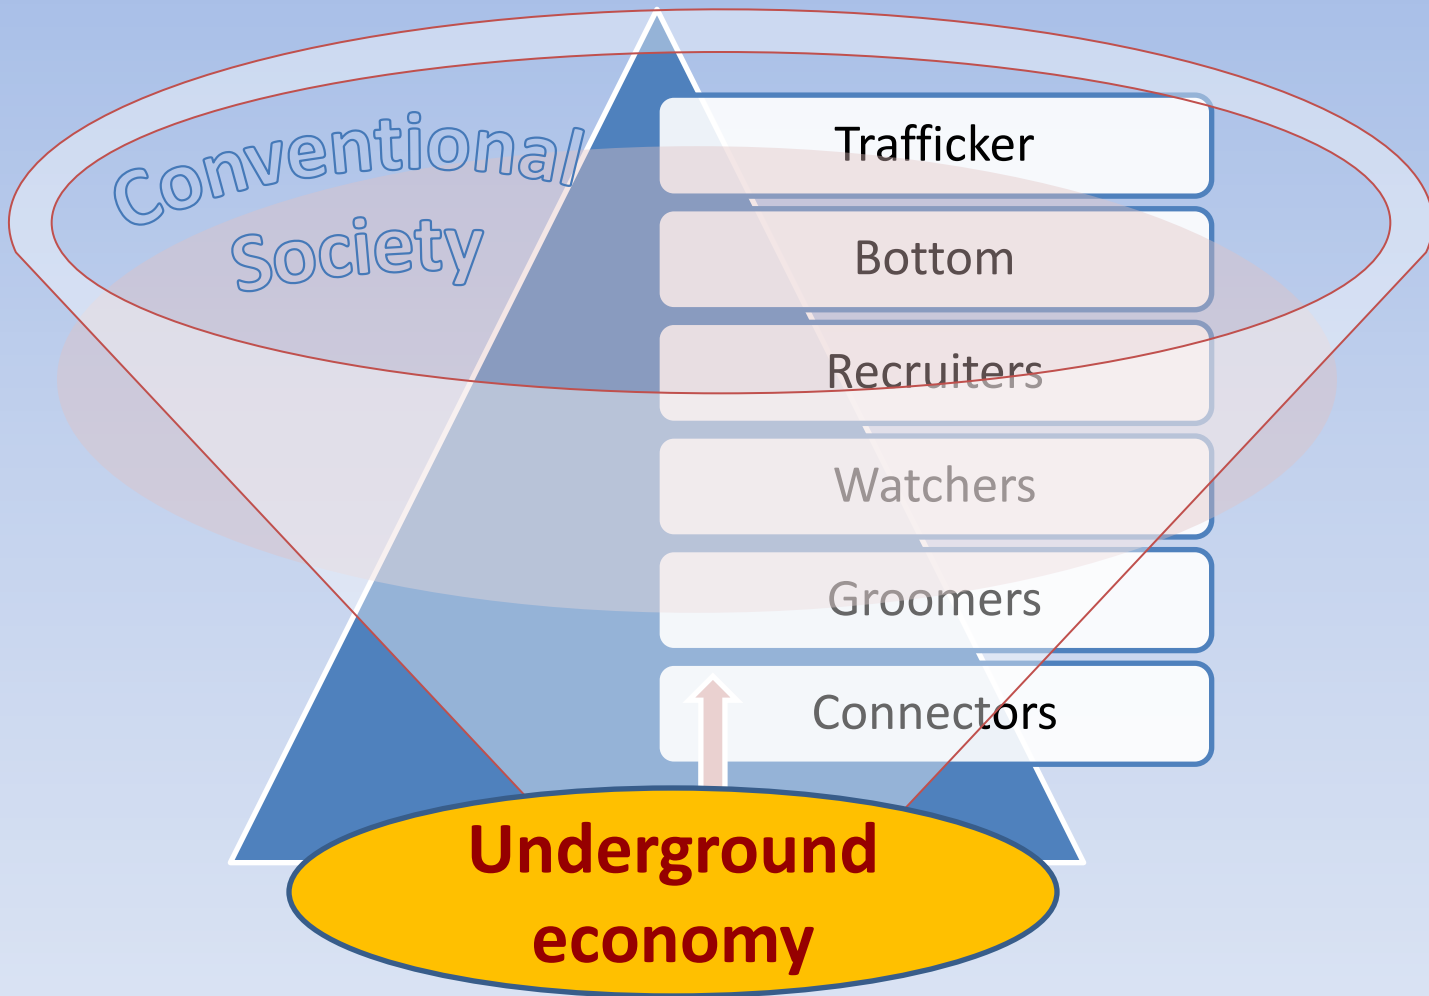 Conventional
Society
Trafficker
Bottom
Recruiters
Watchers
Groomers
Connectors
Underground
economy